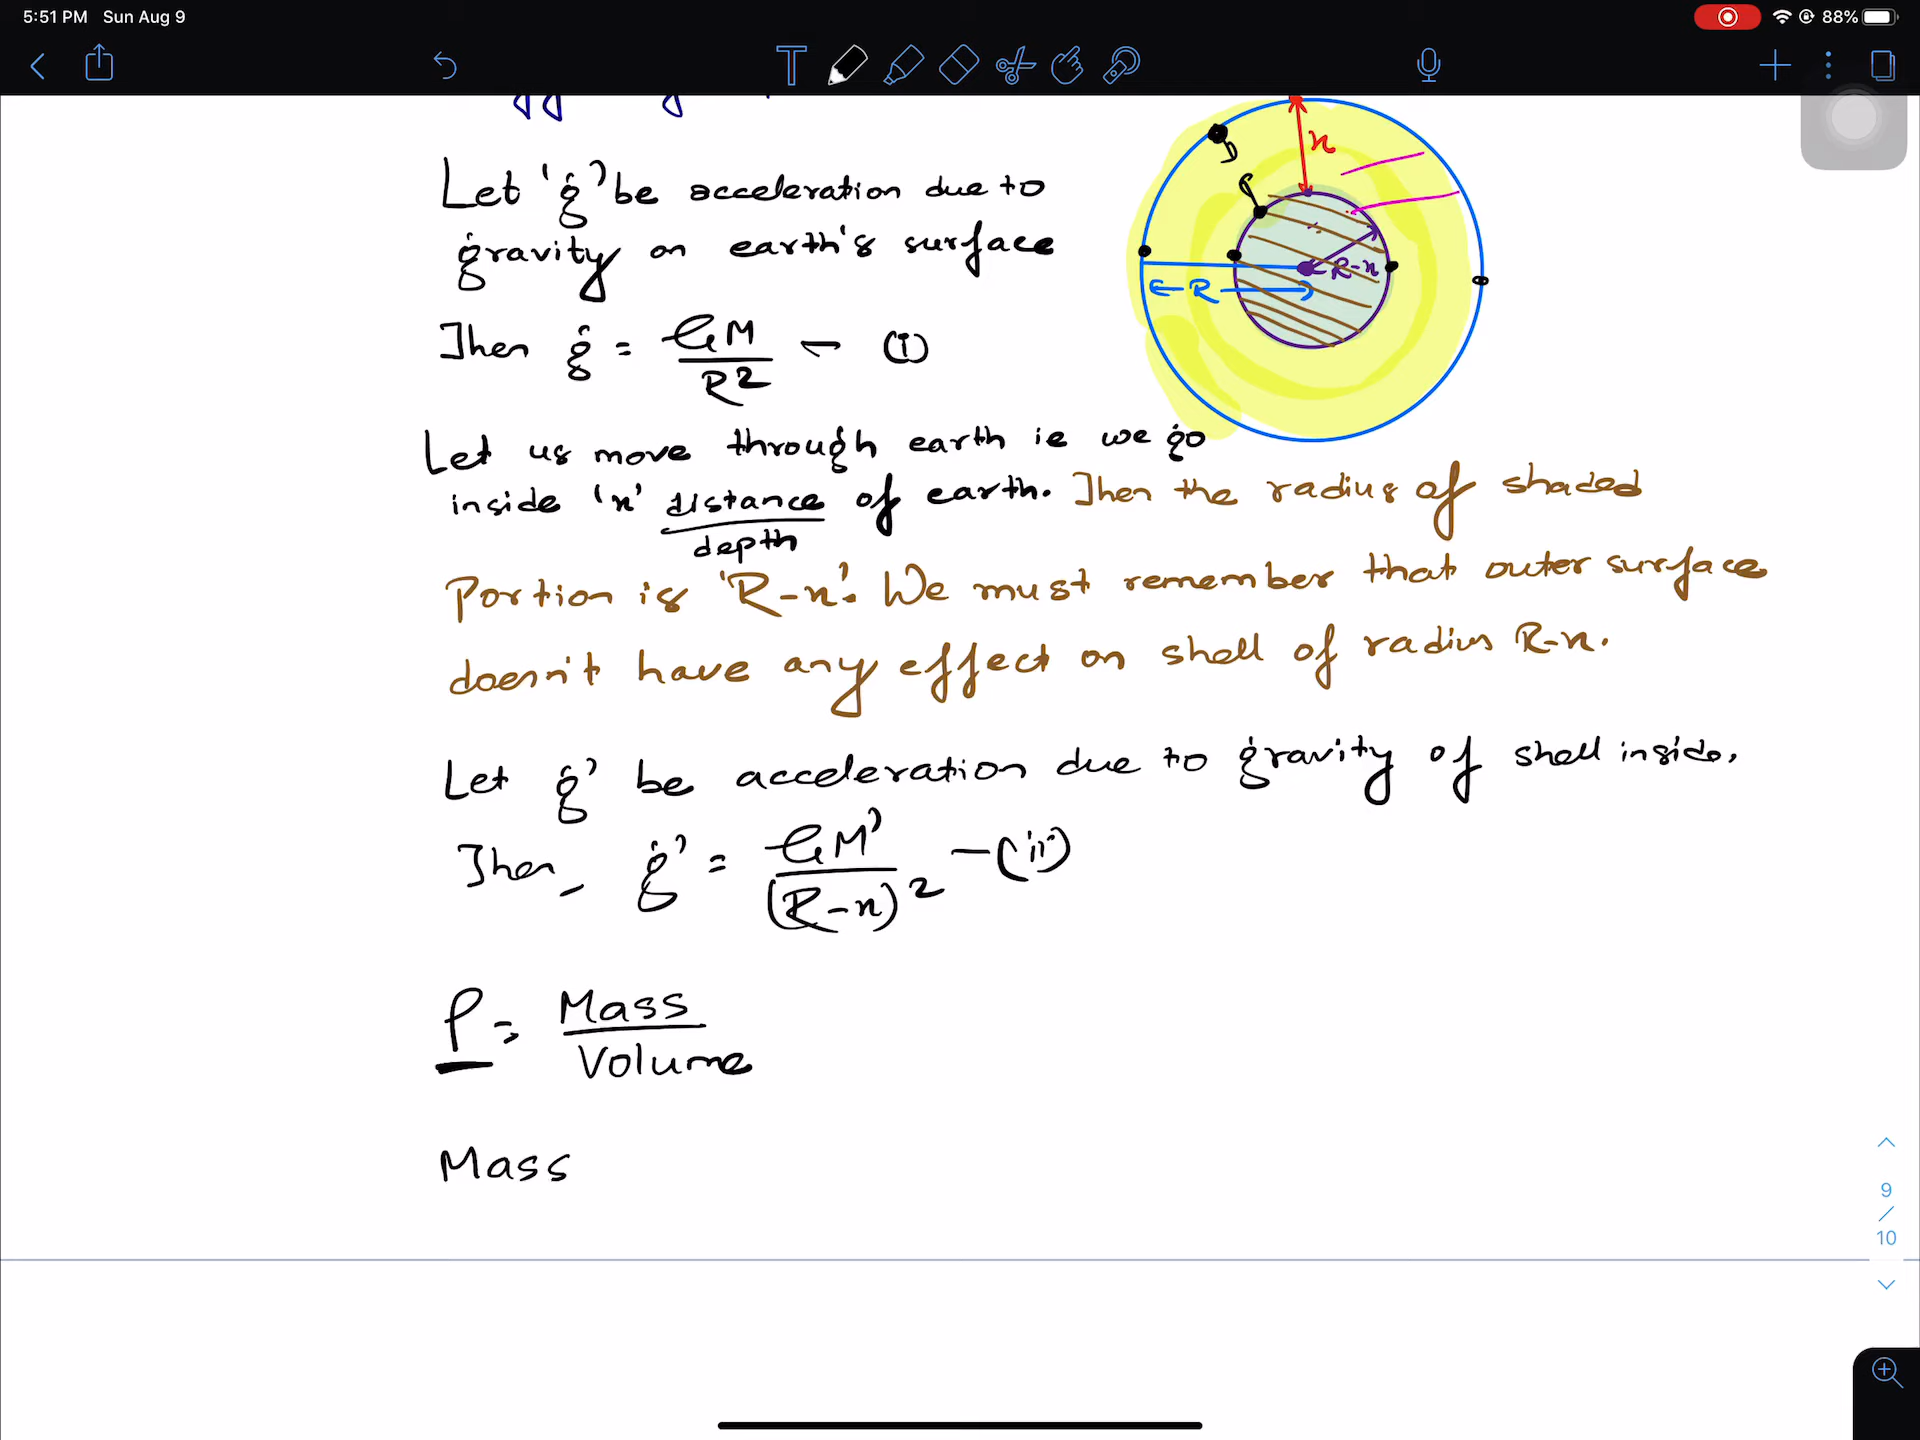 5:51 PM Sun Aug 9
88%
T
Let 'g' be acceleration due to
gravity on earth's surface
Then g = GM/R² — (I)
x
R-x
R
Let us move through earth ie we go
inside 'x' distance of earth. Then the radius of shaded
depth
Portion is 'R-x'. We must remember that outer surface
doesn't have any effect on shell of radius R-x.
Let g' be acceleration due to gravity of shell inside.
Then, g' = GM'/(R-x)² — (ii)
ρ = Mass
Volume
Mass
9
/
10